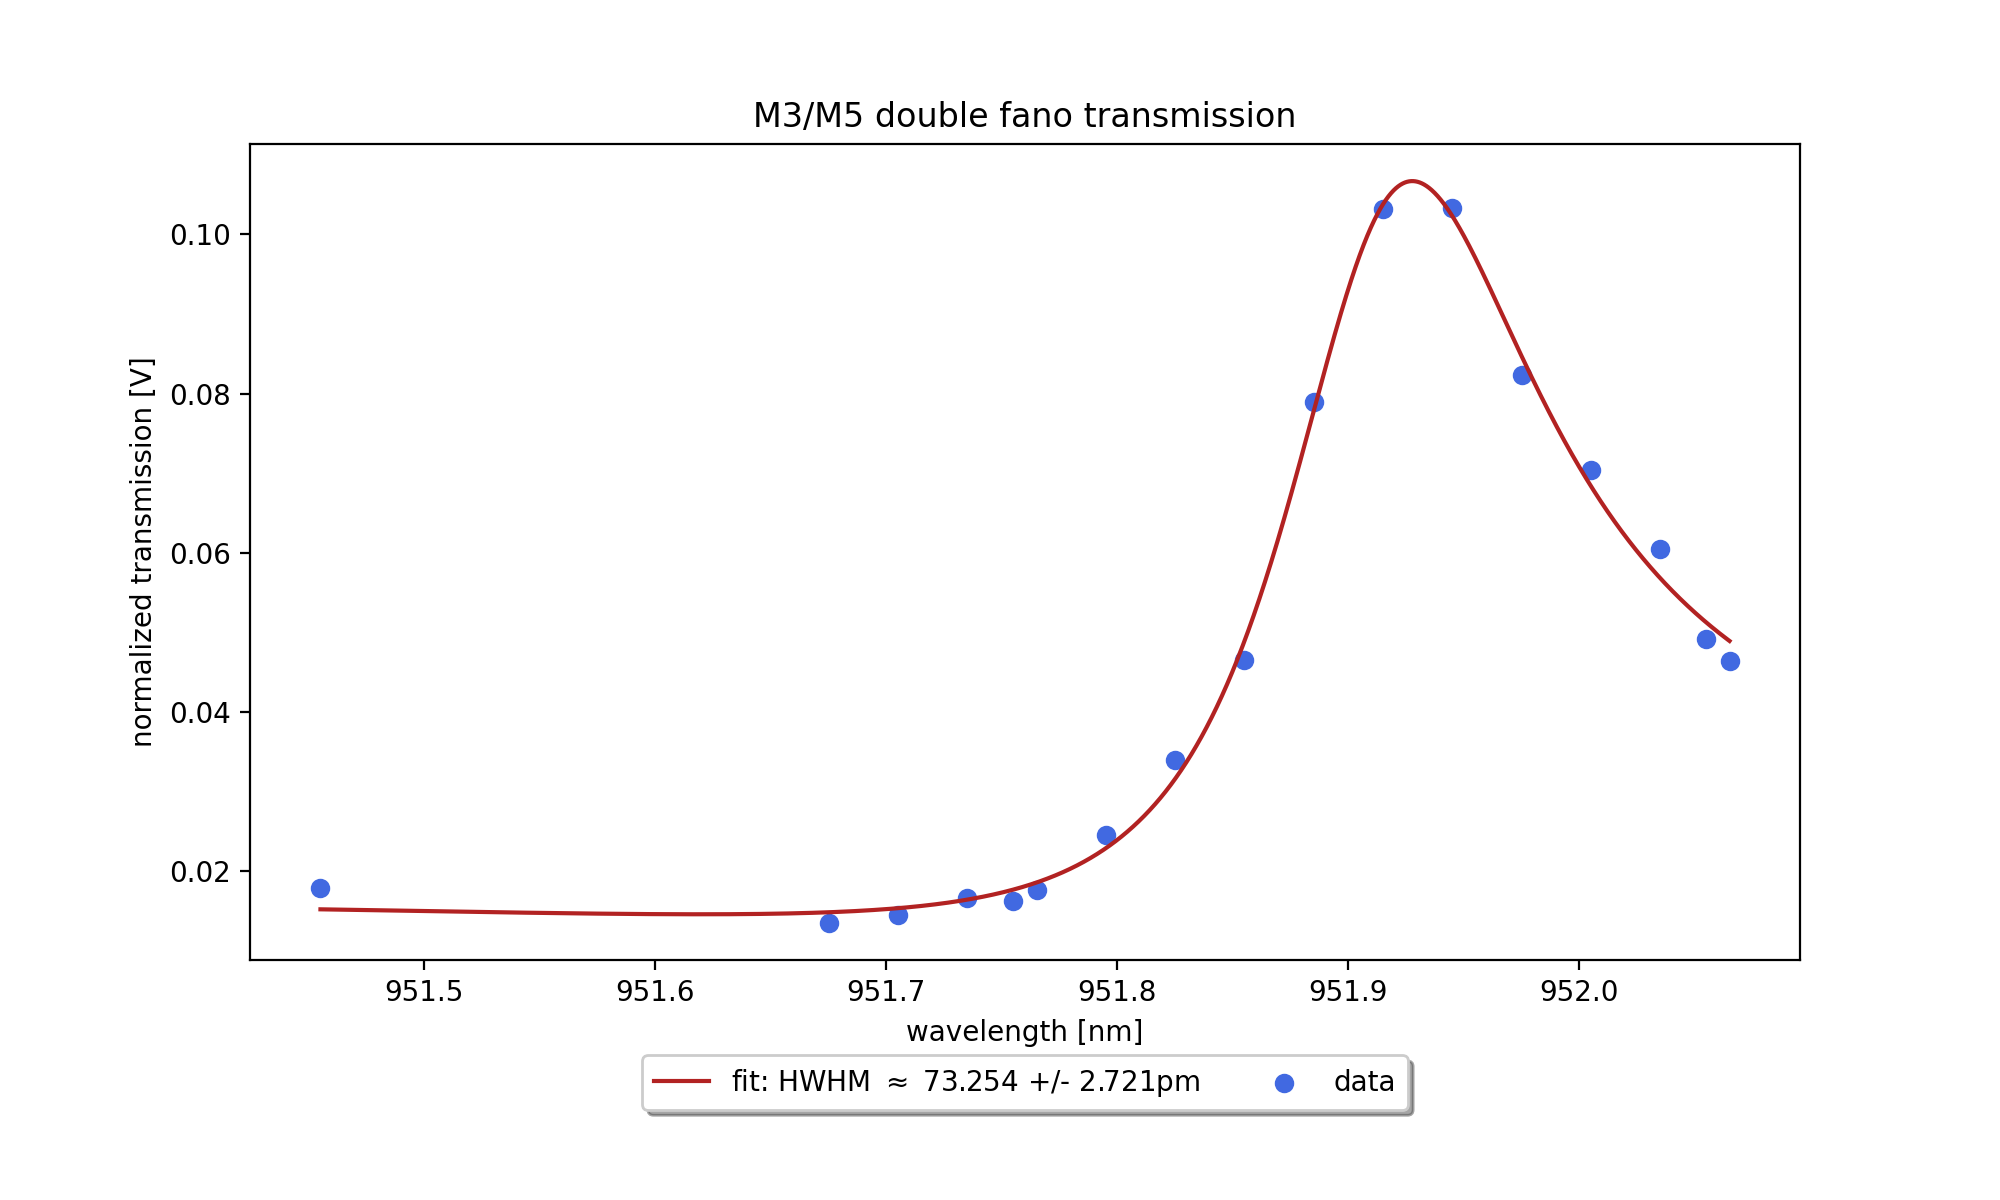 M3/M5 double fano transmission
normalized transmission [V]
0.10
0.08
0.06
0.04
0.02
951.5 951.6 951.7 951.8 951.9 952.0
wavelength [nm]
fit: HWHM ≈ 73.254 +/- 2.721pm data